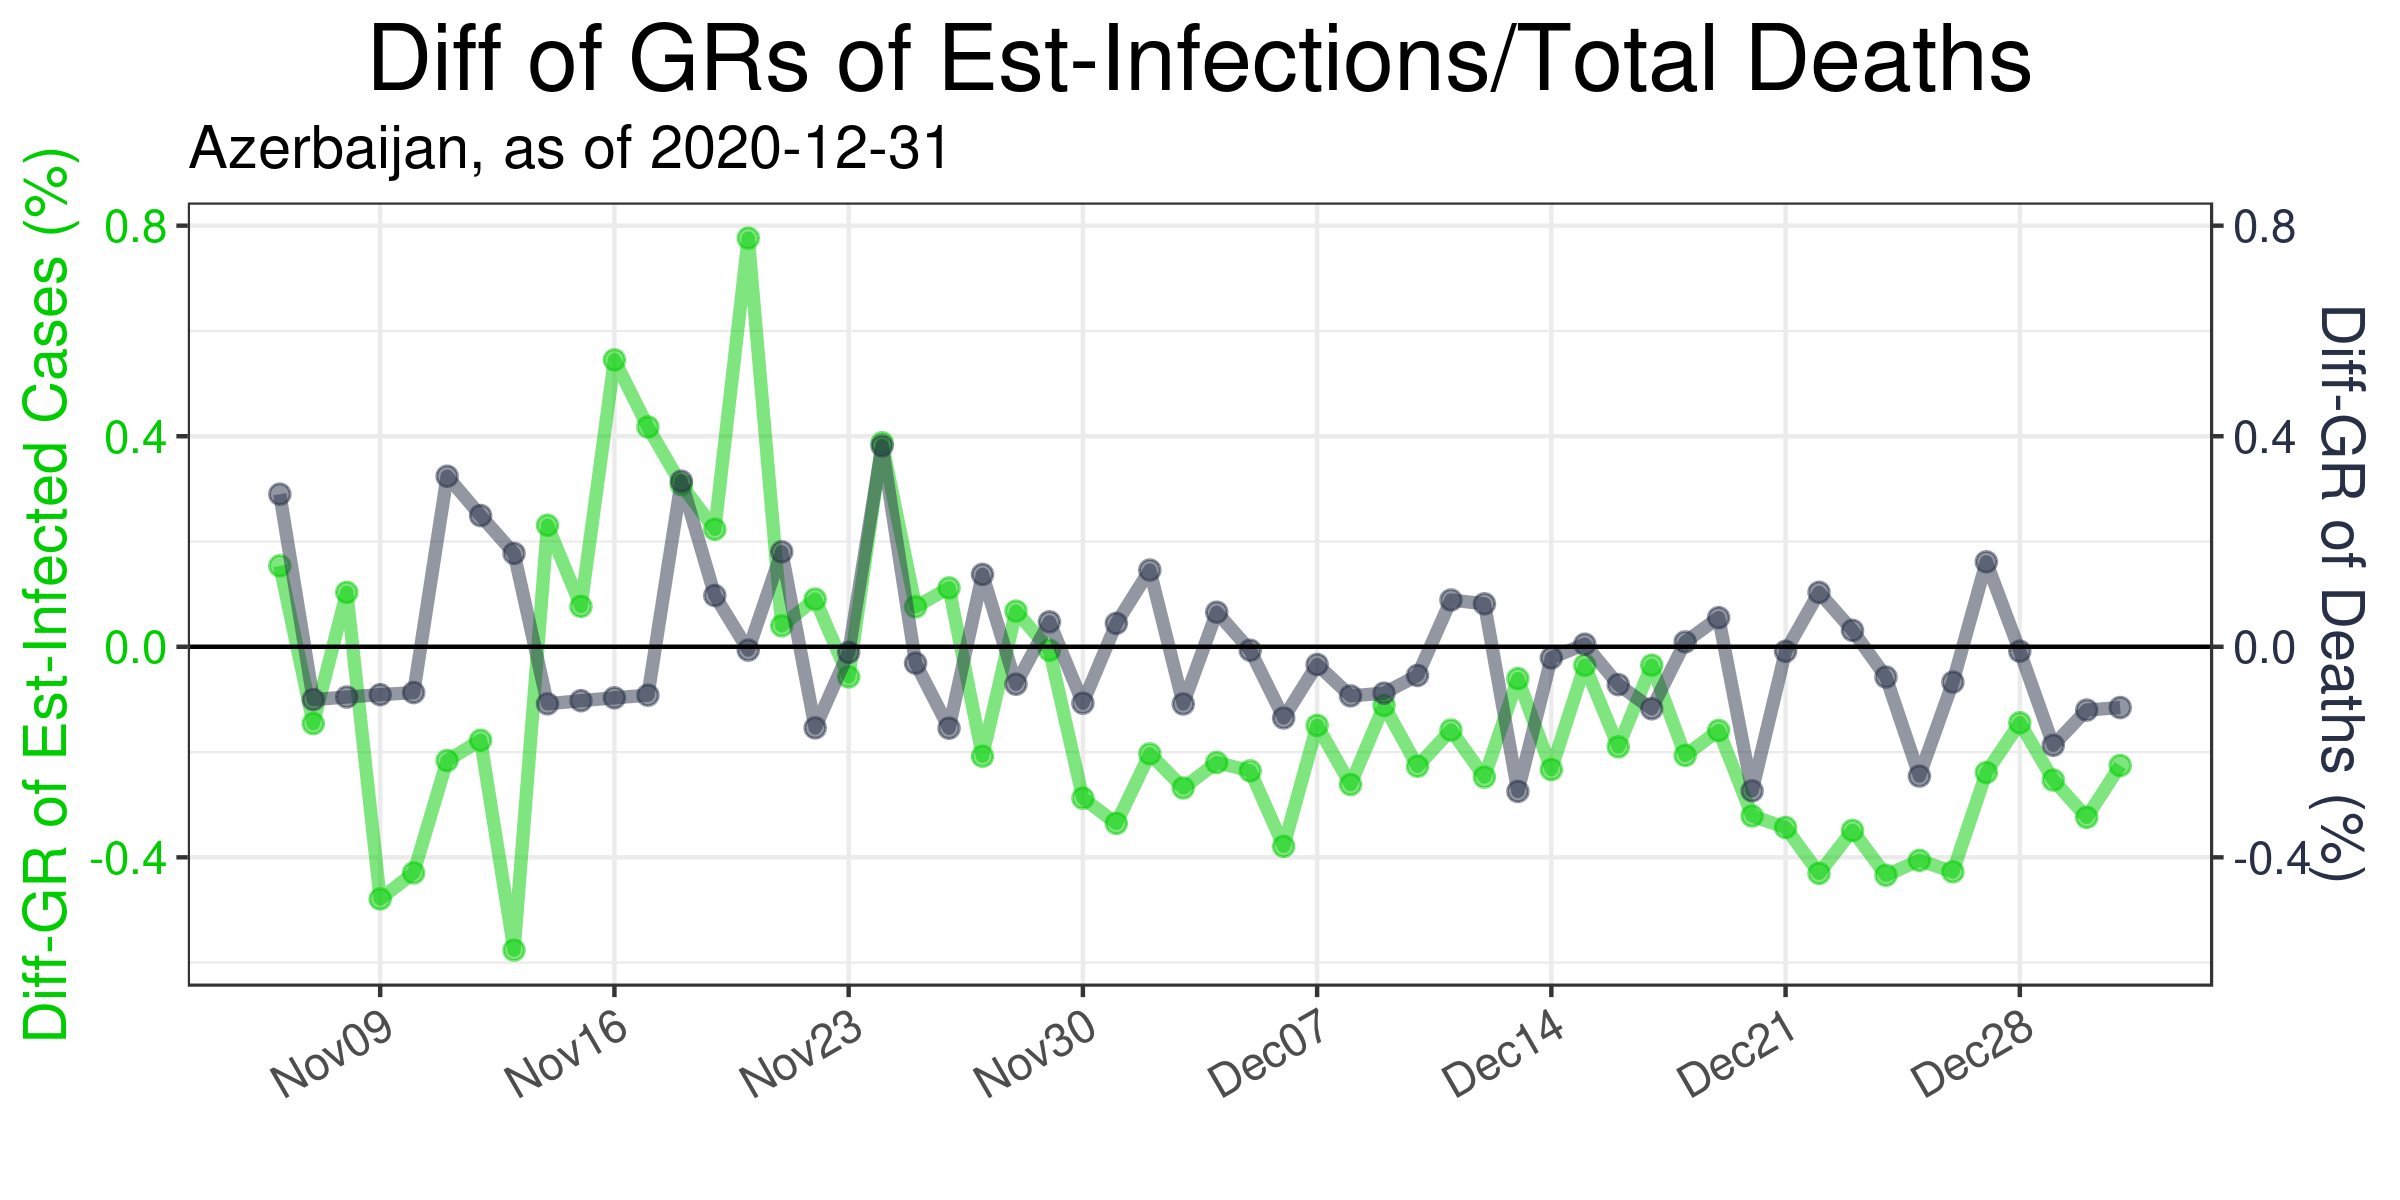 Diff of GRs of Est-Infections/Total Deaths
Azerbaijan, as of 2020-12-31
Diff-GR of Est-Infected Cases (%)
0.8
0.4
0.0
-0.4
0.8
0.4
0.0
-0.4
Diff-GR of Deaths (%)
Nov09
Nov16
Nov23
Nov30
Dec07
Dec14
Dec21
Dec28